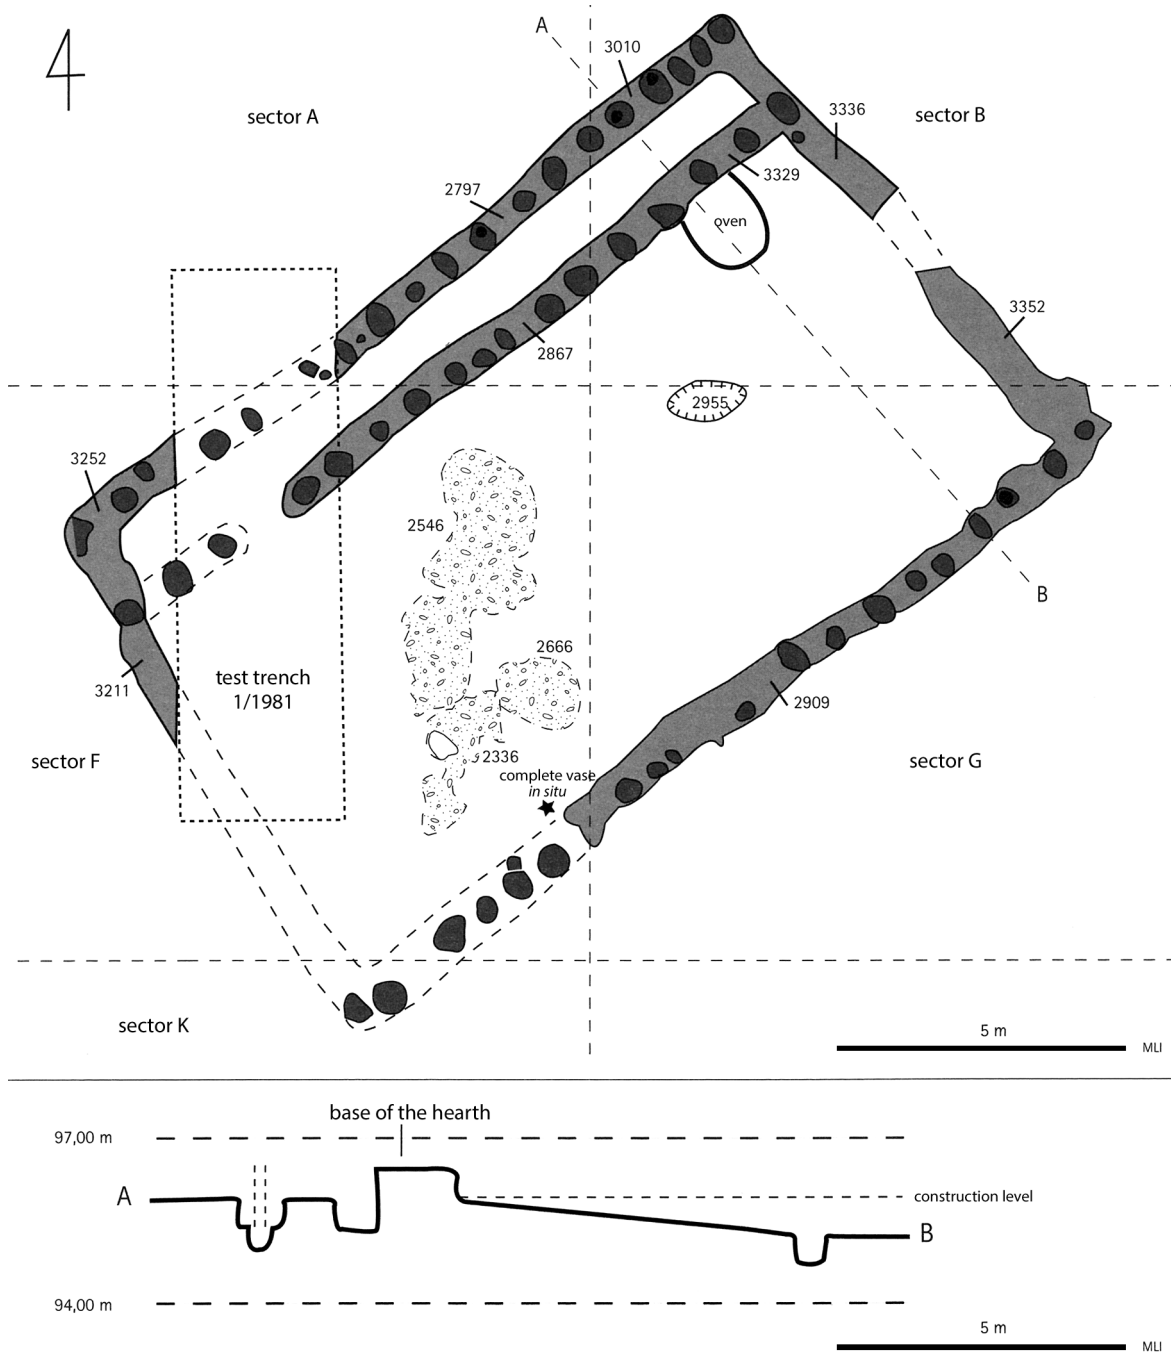 A
3010
sector A
3336
sector B
3329
2797
oven
3352
2867
2955
3252
2546
B
2666
test trench
1/1981
3211
2909
sector F
2336
sector G
complete vase
in situ
sector K
5 m
MLI
base of the hearth
97,00 m
A
construction level
B
94,00 m
5 m
MLI